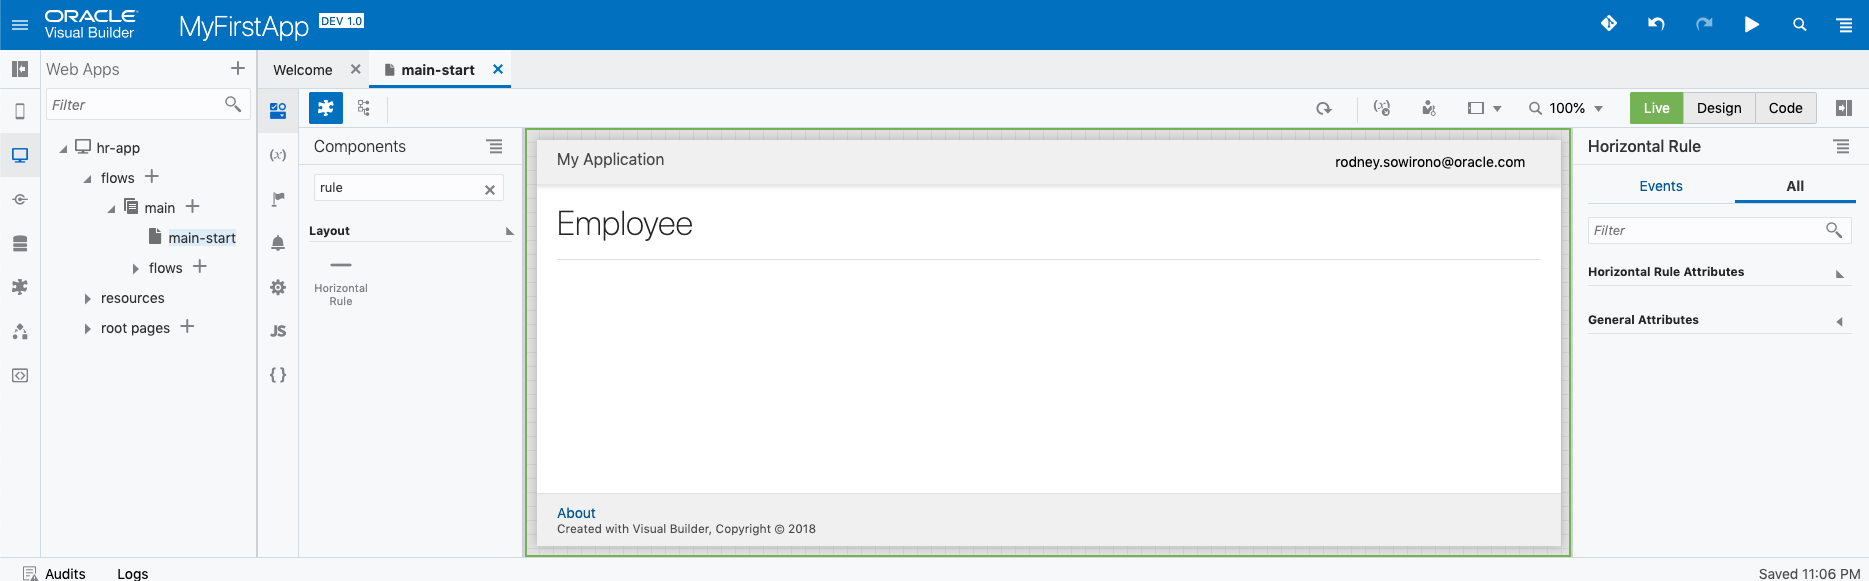 ORACLE
Visual Builder
MyFirstApp DEV 1.0
Web Apps
Welcome
main-start
Filter
100%
Live
Design
Code
hr-app
flows
main
main-start
flows
resources
root pages
(x)
JS
{ }
Components
rule
Layout
Horizontal
Rule
My Application
rodney.sowirono@oracle.com
Employee
About
Created with Visual Builder, Copyright © 2018
Horizontal Rule
Events
All
Filter
Horizontal Rule Attributes
General Attributes
Audits
Logs
Saved 11:06 PM